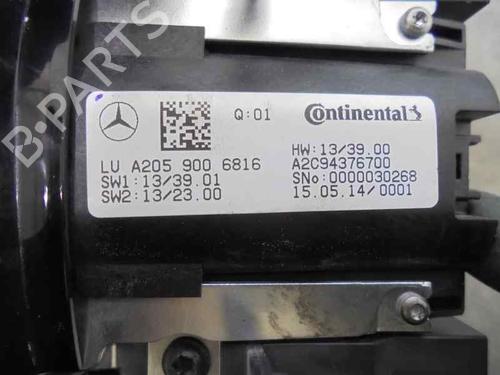 Q:01
Continental
HW:13/39.00
LU A205 900 6816
A2C94376700
SW1:13/39.01
SNo:0000030268
SW2:13/23.00
15.05.14/0001
B-Parts